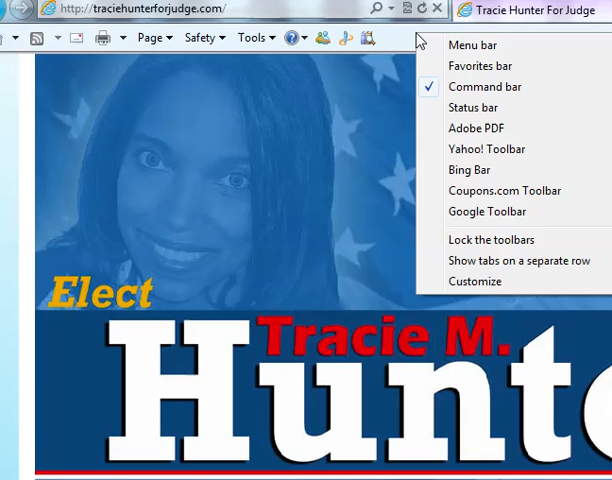 http://traciehunterforjudge.com/
Tracie Hunter For Judge
Page
Safety
Tools
Menu bar
Favorites bar
Command bar
Status bar
Adobe PDF
Yahoo! Toolbar
Bing Bar
Coupons.com Toolbar
Google Toolbar
Lock the toolbars
Show tabs on a separate row
Customize
Elect
Tracie M.
Hunte